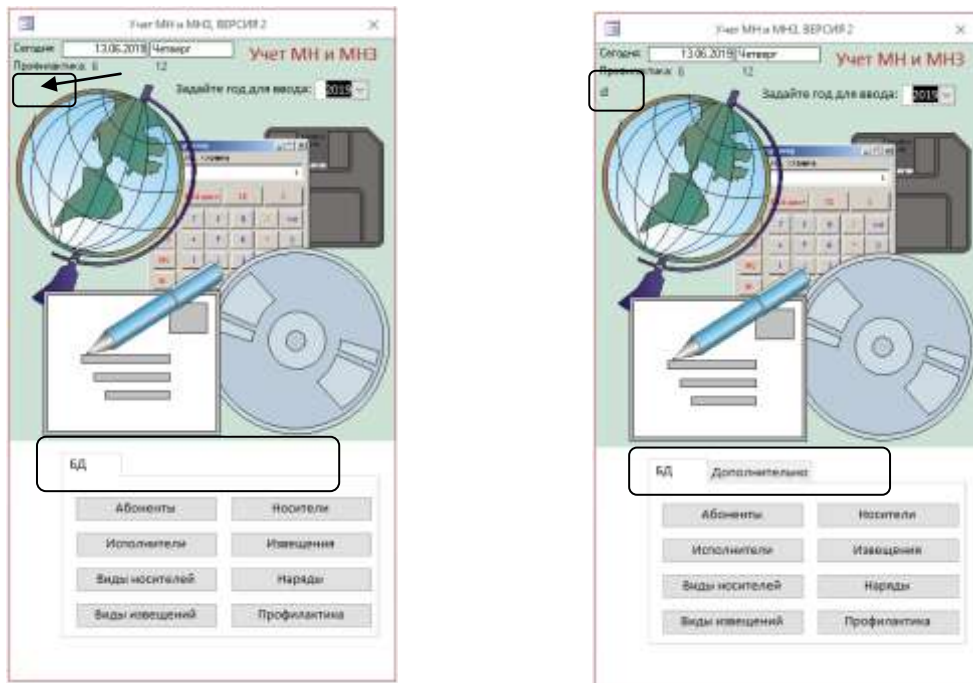 Учет МН и МНЗ, ВЕРСИЯ 2
Сегодня: 13.06.2019 Четверг
Учет МН и МНЗ
Профилактика: 6 12
Задайте год для ввода: 2019
БД
Абоненты Носители
Исполнители Извещения
Виды носителей Наряды
Виды извещений Профилактика
Учет МН и МНЗ, ВЕРСИЯ 2
Сегодня: 13.06.2019 Четверг
Учет МН и МНЗ
6 12
Задайте год для ввода: 2019
БД Дополнительно
Абоненты Носители
Исполнители Извещения
Виды носителей Наряды
Виды извещений Профилактика